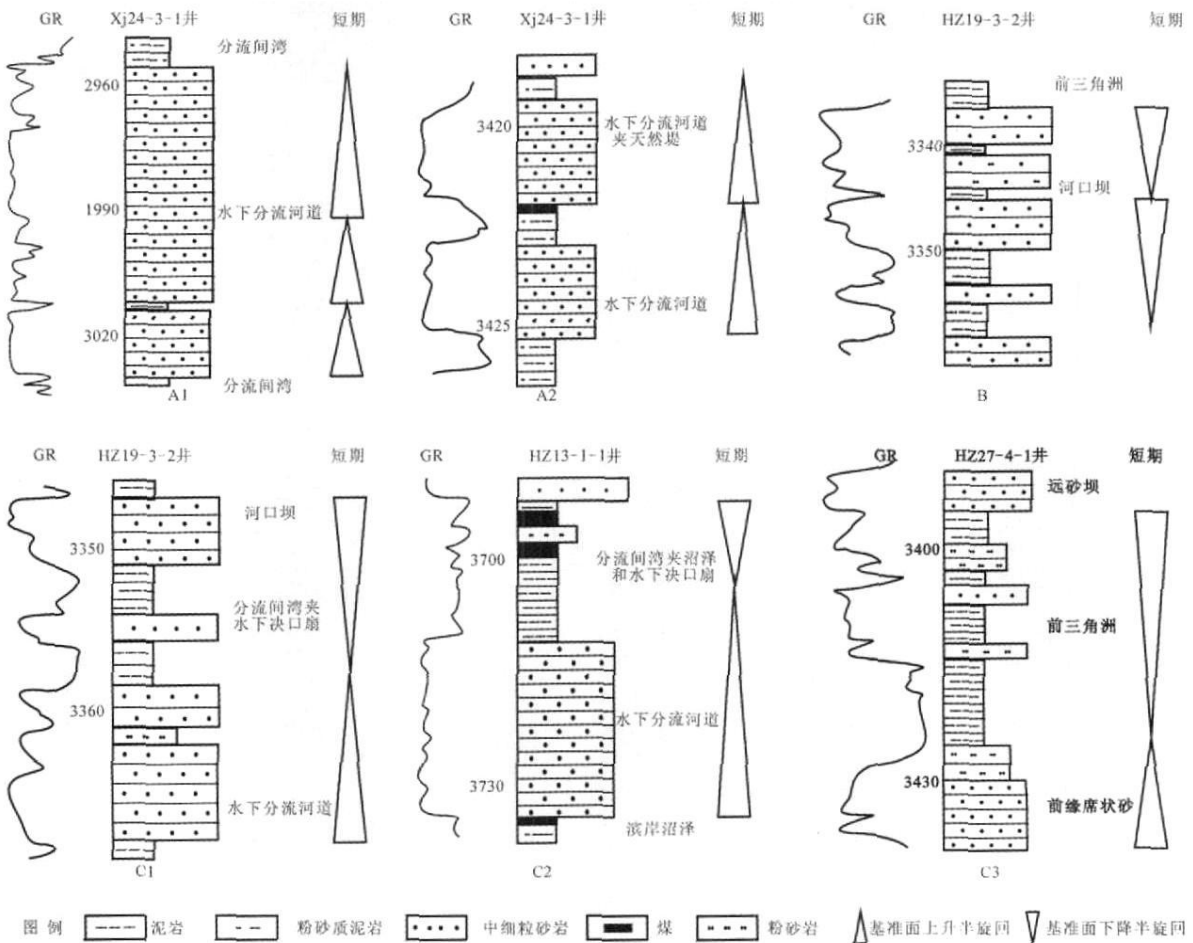 GR Xj24-3-1井 短期
分流间湾
2960
1990
水下分流河道
3020
分流间湾
A1
GR Xj24-3-1井 短期
3420
水下分流河道
夹天然堤
水下分流河道
3425
A2
GR HZ19-3-2井 短期
前三角洲
3340
河口坝
3350
B
GR HZ19-3-2井 短期
河口坝
3350
分流间湾夹
水下决口扇
3360
水下分流河道
C1
GR HZ13-1-1井 短期
3700
分流间湾夹沼泽
和水下决口扇
水下分流河道
3730
滨岸沼泽
C2
GR HZ27-4-1井 短期
远砂坝
3400
前三角洲
3430
前缘席状砂
C3
图 例 泥岩 粉砂质泥岩 中细粒砂岩 煤 粉砂岩 基准面上升半旋回 基准面下降半旋回